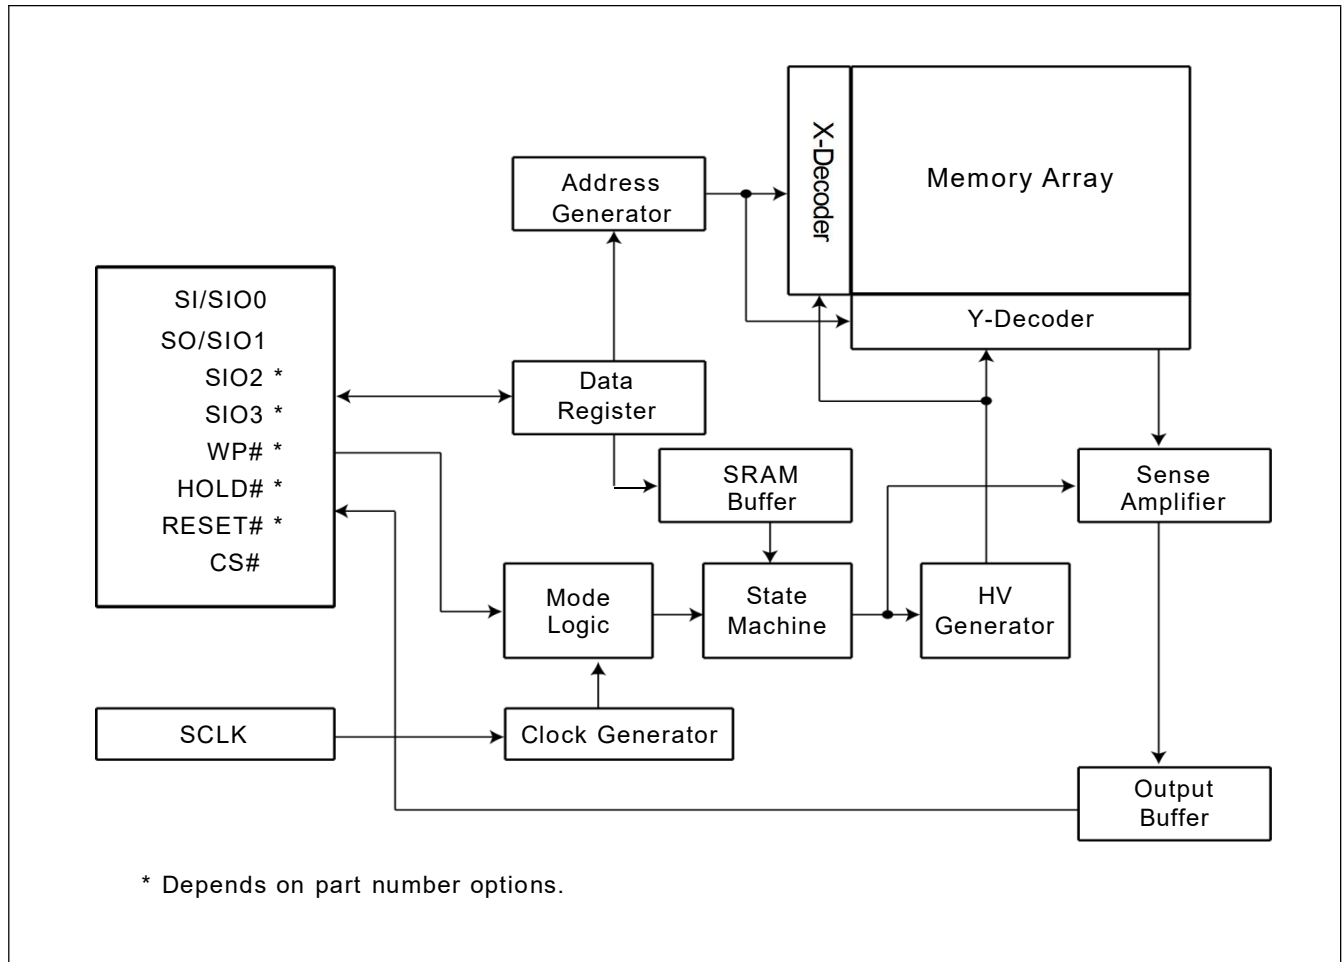 X-Decoder
Memory Array
Address
Generator
Y-Decoder
SI/SIO0
SO/SIO1
SIO2 *
SIO3 *
WP# *
HOLD# *
RESET# *
CS#
Data
Register
SRAM
Buffer
Sense
Amplifier
Mode
Logic
State
Machine
HV
Generator
SCLK
Clock Generator
Output
Buffer
* Depends on part number options.